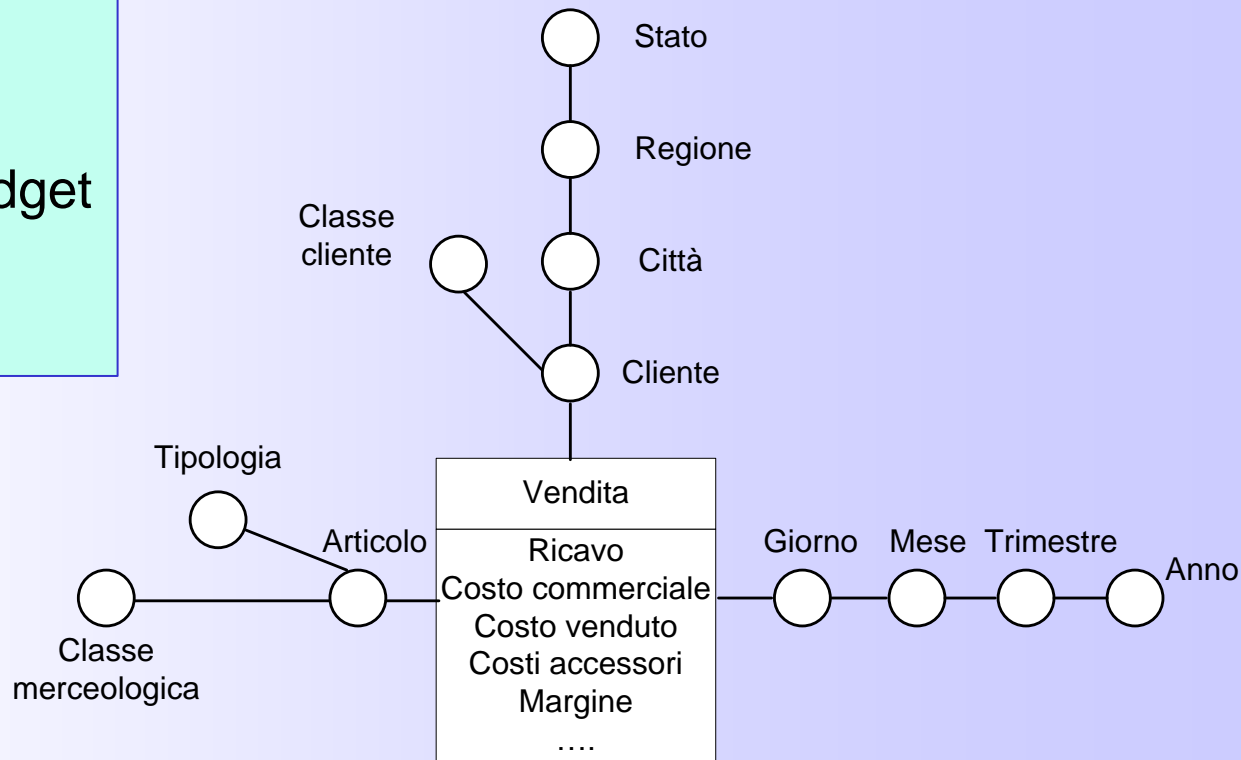 Stato
Regione
dget
Classe
cliente
Città
Cliente
Tipologia
Vendita
Articolo
Ricavo
Costo commerciale
Costo venduto
Costi accessori
Margine
....
Giorno
Mese
Trimestre
Anno
Classe
merceologica